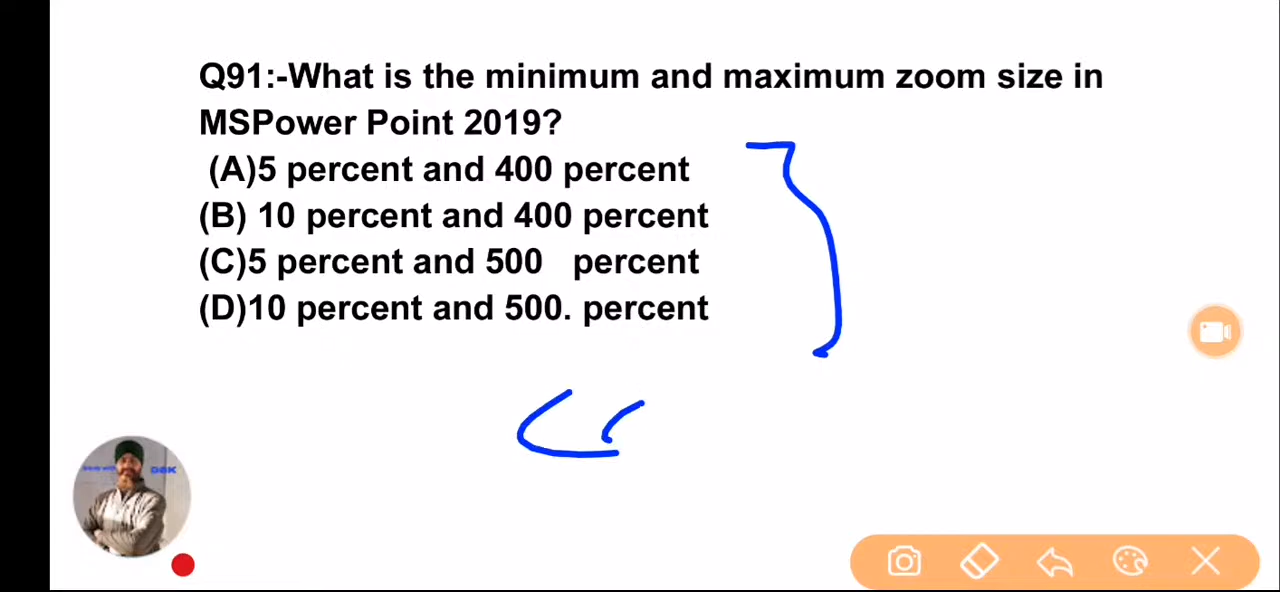 Q91:-What is the minimum and maximum zoom size in
MSPower Point 2019?
(A)5 percent and 400 percent
(B) 10 percent and 400 percent
(C)5 percent and 500 percent
(D)10 percent and 500. percent
DBK